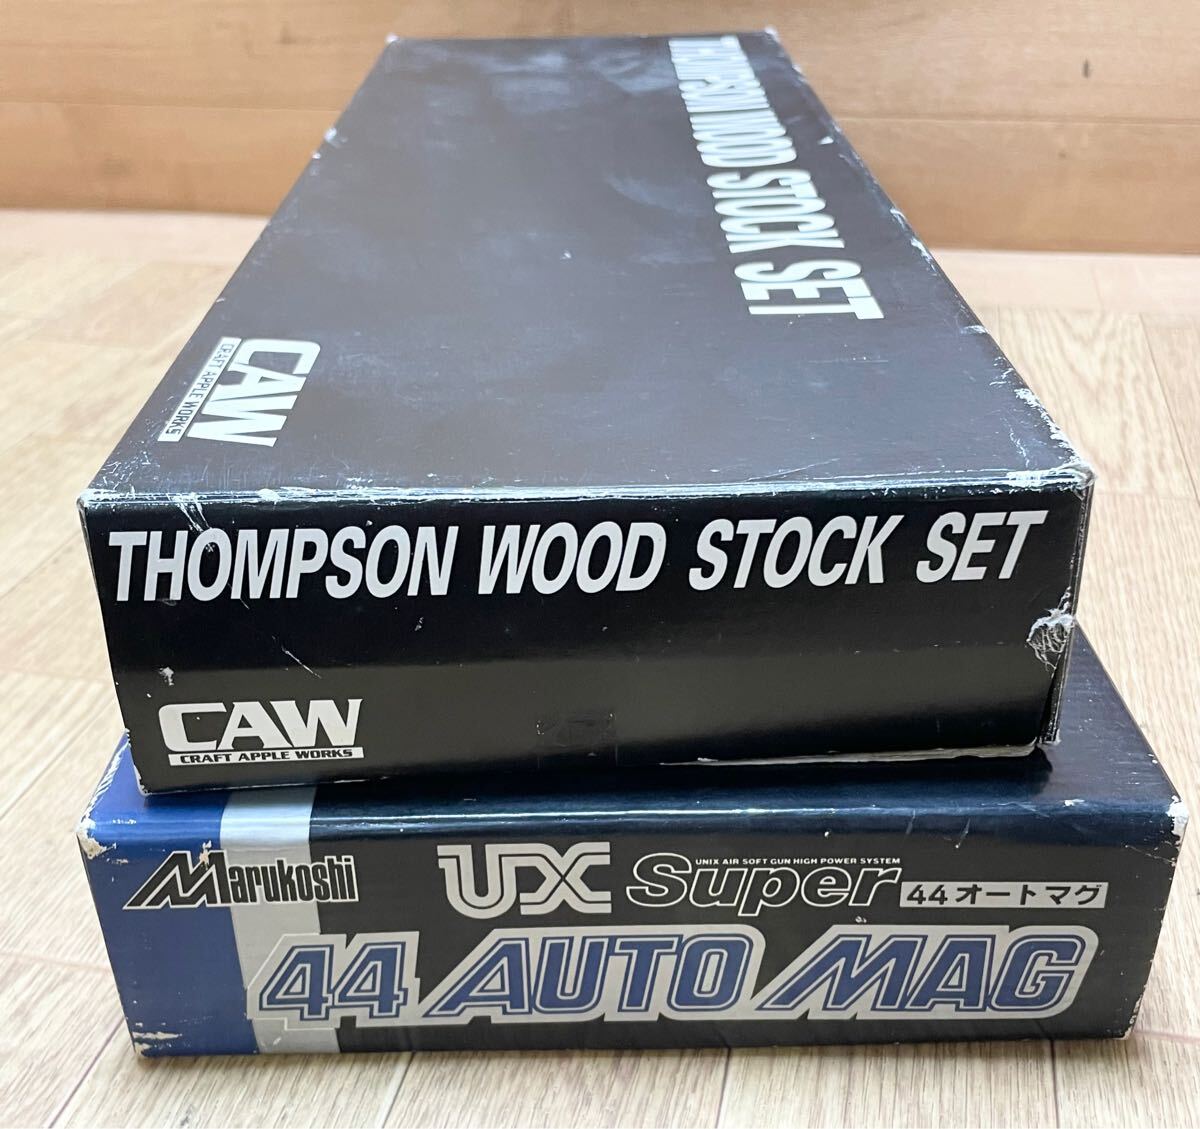 THOMPSON WOOD STOCK SET
CAW
CRAFT APPLE WORKS
THOMPSON WOOD STOCK SET
CAW
CRAFT APPLE WORKS
Marukoshi
UX
UNIX AIR SOFT GUN HIGH POWER SYSTEM
Super
44オートマグ
44 AUTO MAG